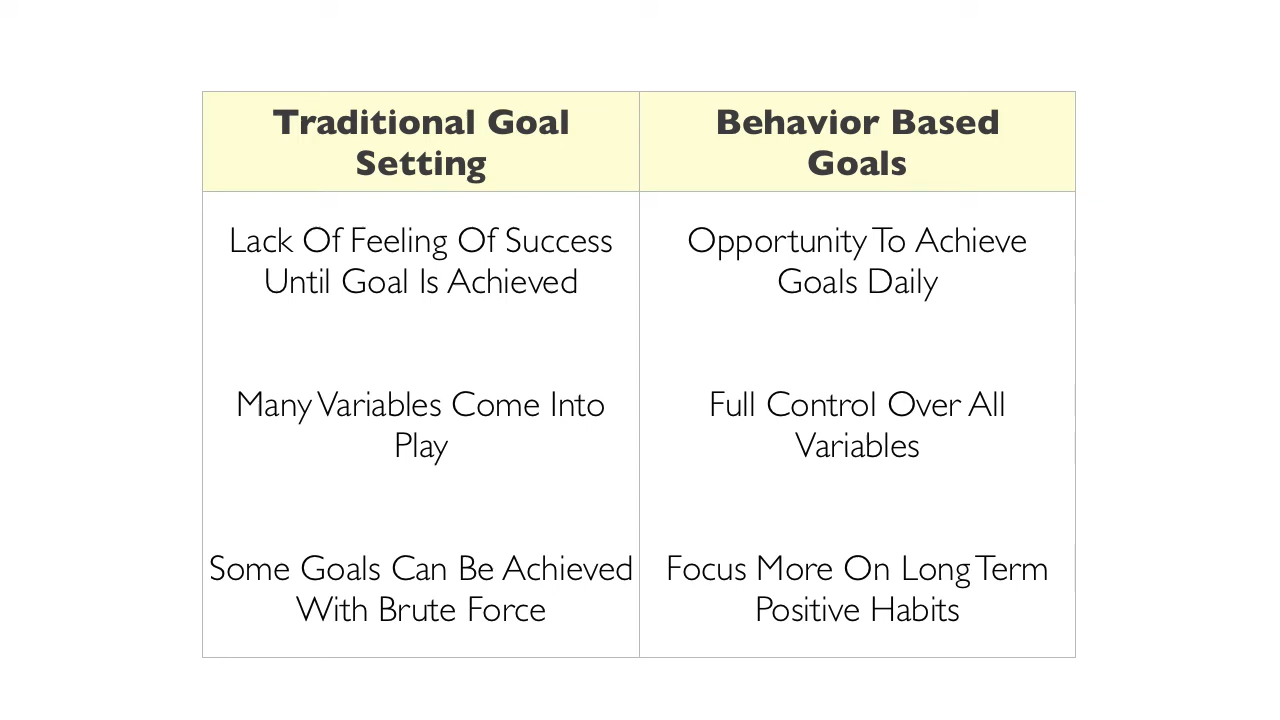 Traditional Goal
Setting
Behavior Based
Goals
Lack Of Feeling Of Success
Until Goal Is Achieved
Opportunity To Achieve
Goals Daily
Many Variables Come Into
Play
Full Control Over All
Variables
Some Goals Can Be Achieved
With Brute Force
Focus More On Long Term
Positive Habits